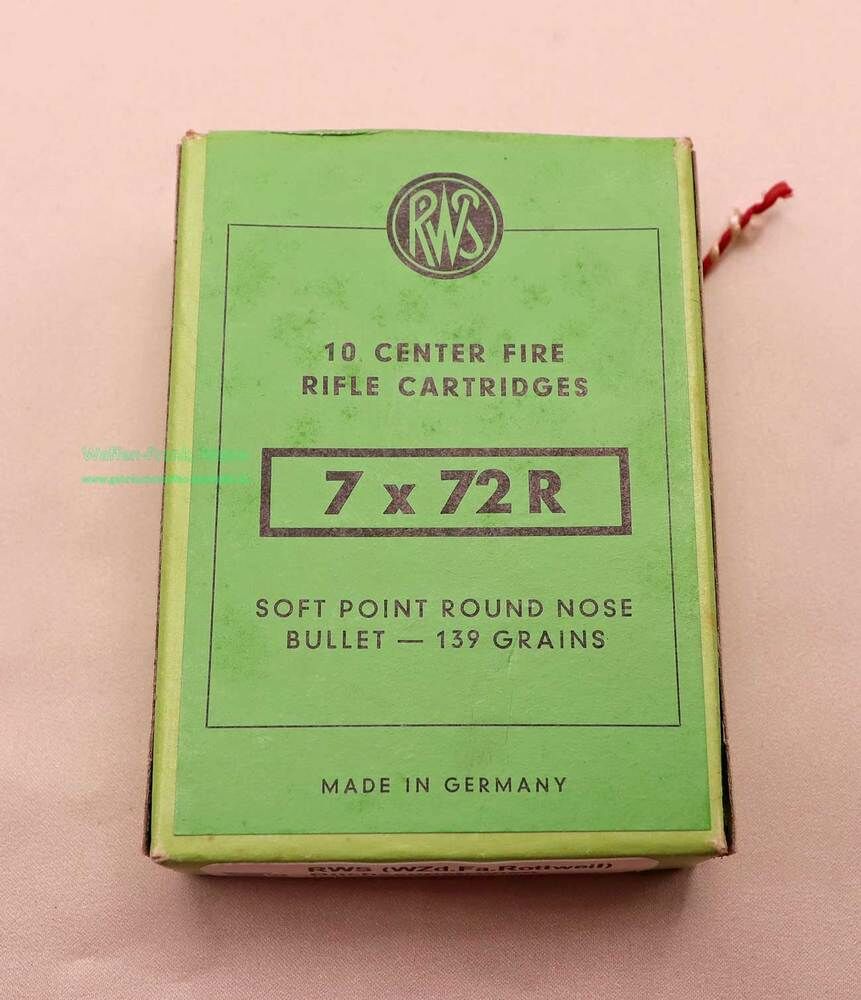 RWS
10 CENTER FIRE
RIFLE CARTRIDGES
7 x 72 R
SOFT POINT ROUND NOSE
BULLET — 139 GRAINS
MADE IN GERMANY
RWS (WZd.Fa.Rottweil)